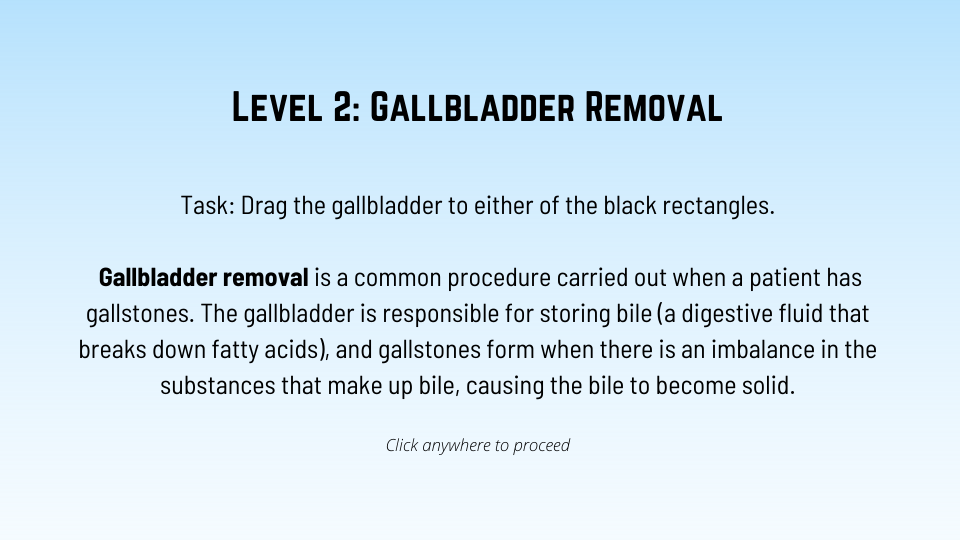 Level 2: Gallbladder Removal
Task: Drag the gallbladder to either of the black rectangles.
Gallbladder removal is a common procedure carried out when a patient has
gallstones. The gallbladder is responsible for storing bile (a digestive fluid that
breaks down fatty acids), and gallstones form when there is an imbalance in the
substances that make up bile, causing the bile to become solid.
Click anywhere to proceed